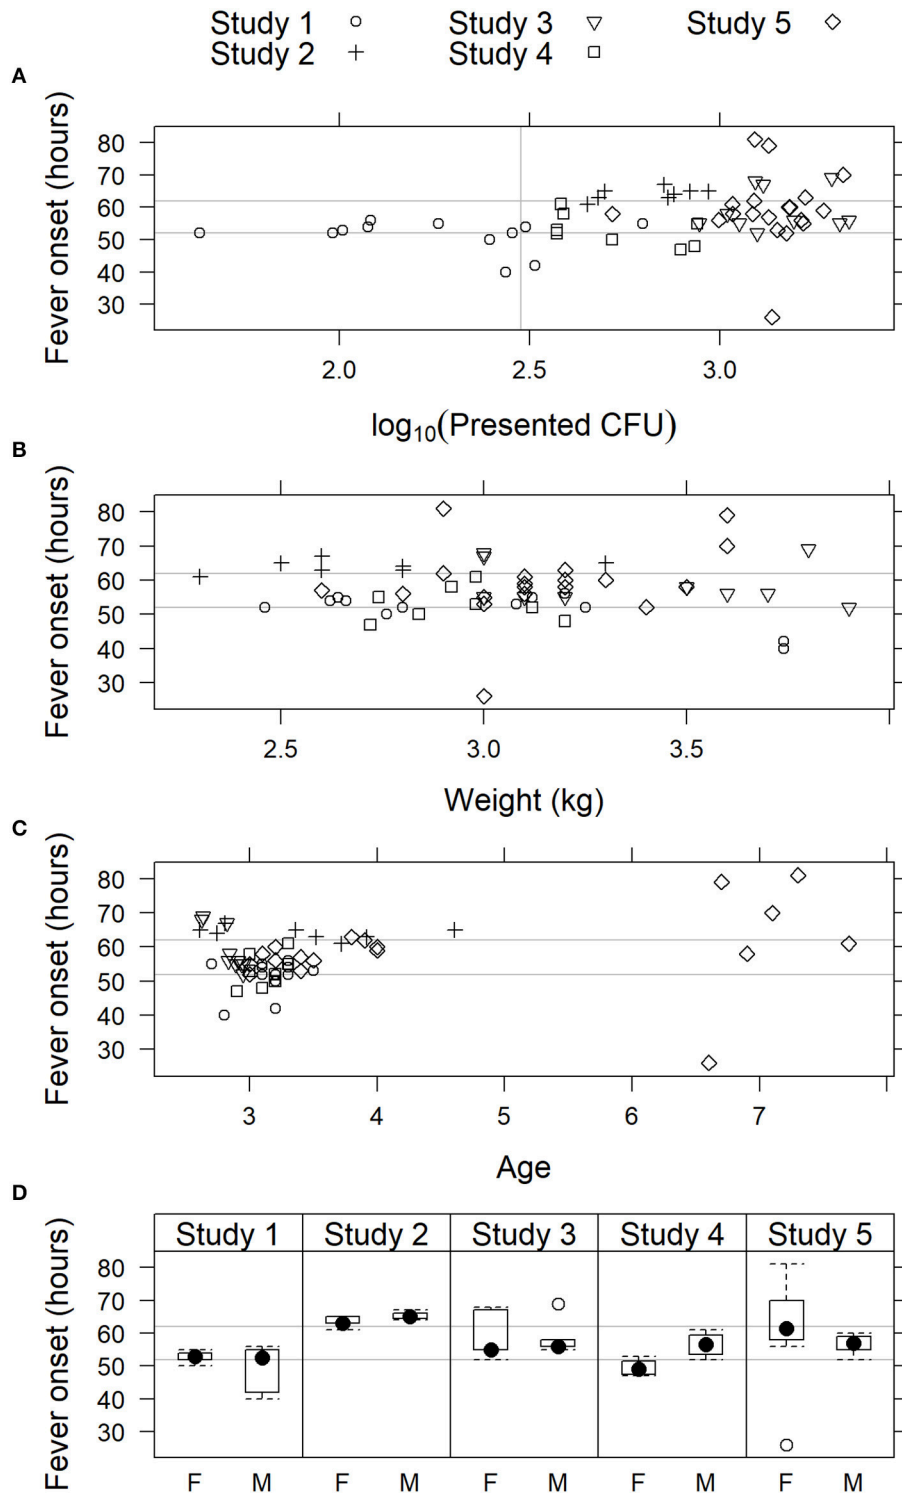 Study 1 Study 3 Study 5
Study 2 Study 4
A
Fever onset (hours)
80
70
60
50
40
30
2.0 2.5 3.0
log10(Presented CFU)
B
Fever onset (hours)
80
70
60
50
40
30
2.5 3.0 3.5
Weight (kg)
C
Fever onset (hours)
80
70
60
50
40
30
3 4 5 6 7
Age
D
Fever onset (hours)
Study 1 Study 2 Study 3 Study 4 Study 5
80
70
60
50
40
30
F M F M F M F M F M